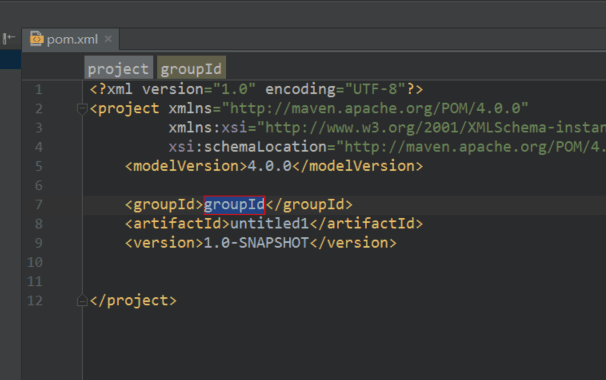 pom.xml
project groupId
1 <?xml version="1.0" encoding="UTF-8"?>
2 <project xmlns="http://maven.apache.org/POM/4.0.0"
3 xmlns:xsi="http://www.w3.org/2001/XMLSchema-instan
4 xsi:schemaLocation="http://maven.apache.org/POM/4.
5 <modelVersion>4.0.0</modelVersion>
6
7 <groupId>groupId</groupId>
8 <artifactId>untitled1</artifactId>
9 <version>1.0-SNAPSHOT</version>
10
11
12 </project>